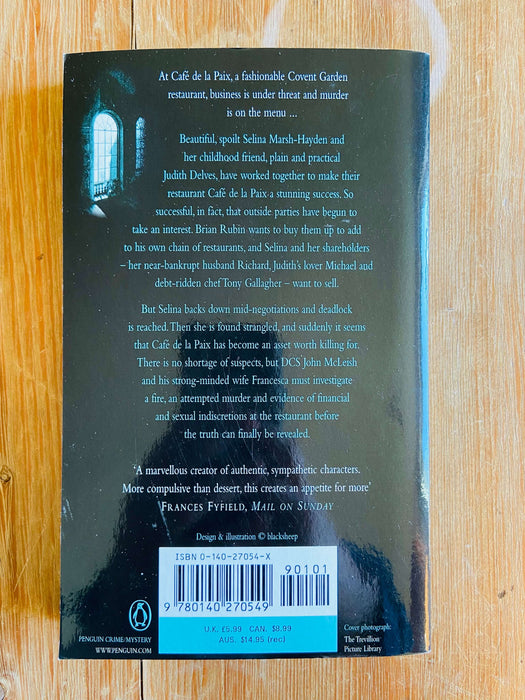 At Café de la Paix, a fashionable Covent Garden
restaurant, business is under threat and murder
is on the menu ...
Beautiful, spoilt Selina Marsh-Hayden and
her childhood friend, plain and practical
Judith Delves, have worked together to make their
restaurant Café de la Paix a stunning success. So
successful, in fact, that outside parties have begun to
take an interest. Brian Rubin wants to buy them up to add
to his own chain of restaurants, and Selina and her shareholders
– her near-bankrupt husband Richard, Judith's lover Michael and
debt-ridden chef Tony Gallagher – want to sell.
But Selina backs down mid-negotiations and deadlock
is reached. Then she is found strangled, and suddenly it seems
that Café de la Paix has become an asset worth killing for.
There is no shortage of suspects, but DCS John McLeish
and his strong-minded wife Francesca must investigate
a fire, an attempted murder and evidence of financial
and sexual indiscretions at the restaurant before
the truth can finally be revealed.
'A marvellous creator of authentic, sympathetic characters.
More compulsive than dessert, this creates an appetite for more'
FRANCES FYFIELD, MAIL ON SUNDAY
Design & illustration © blacksheep
ISBN 0-140-27054-X
90101
9 780140 270549
U.K. £5.99 CAN. $8.99
AUS. $14.95 (rec)
PENGUIN CRIME/MYSTERY
WWW.PENGUIN.COM
Cover photograph:
The Trevillion
Picture Library